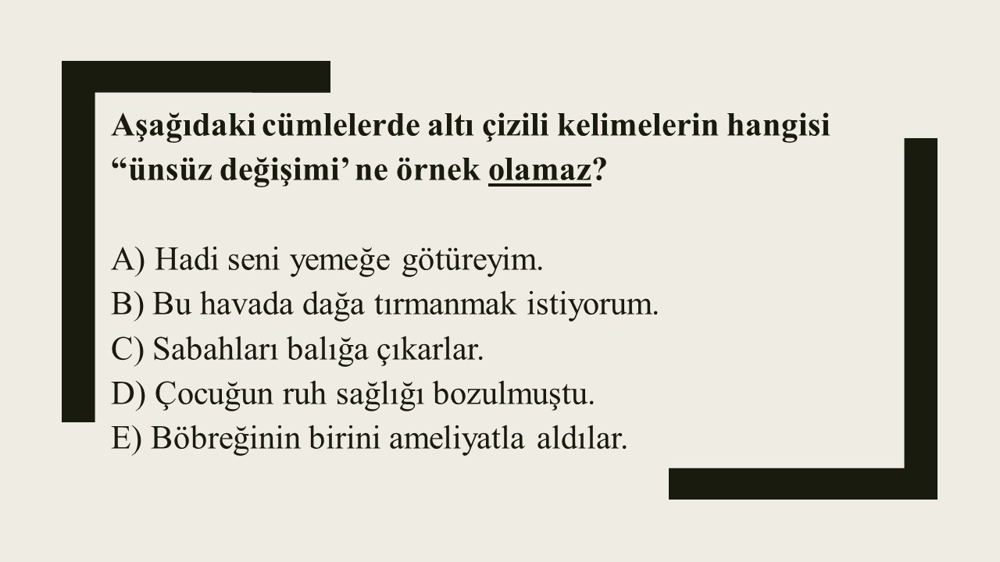 Aşağıdaki cümlelerde altı çizili kelimelerin hangisi
“ünsüz değişimi’ ne örnek olamaz?
A) Hadi seni yemeğe götüreyim.
B) Bu havada dağa tırmanmak istiyorum.
C) Sabahları balığa çıkarlar.
D) Çocuğun ruh sağlığı bozulmuştu.
E) Böbreğinin birini ameliyatla aldılar.